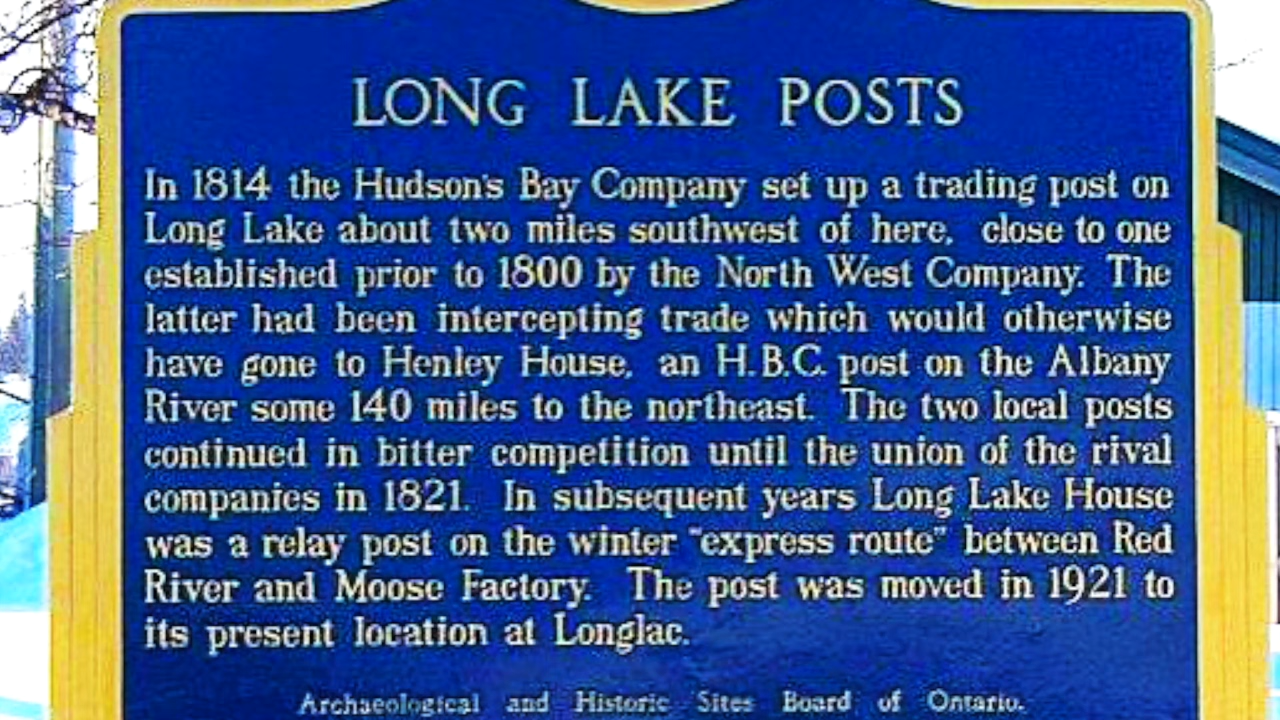 LONG LAKE POSTS
In 1814 the Hudson's Bay Company set up a trading post on
Long Lake about two miles southwest of here, close to one
established prior to 1800 by the North West Company. The
latter had been intercepting trade which would otherwise
have gone to Henley House, an H.B.C. post on the Albany
River some 140 miles to the northeast. The two local posts
continued in bitter competition until the union of the rival
companies in 1821. In subsequent years Long Lake House
was a relay post on the winter "express route" between Red
River and Moose Factory. The post was moved in 1921 to
its present location at Longlac.
Archaeological and Historic Sites Board of Ontario.